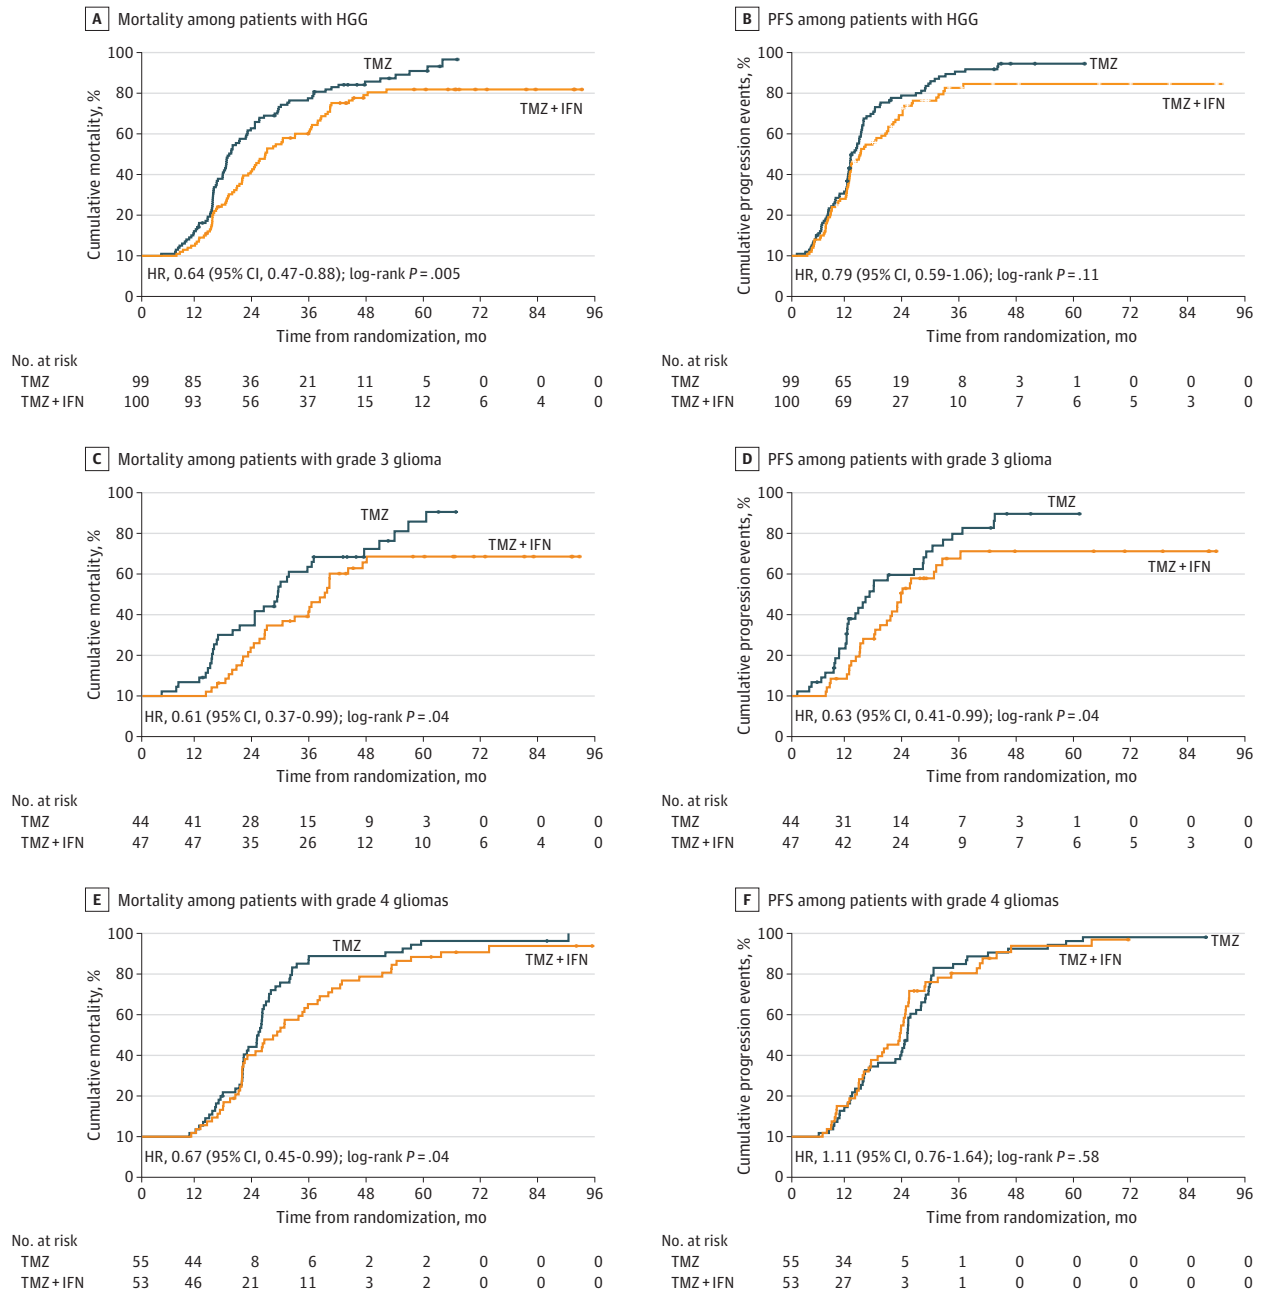 A Mortality among patients with HGG
Cumulative mortality, %
100
80
60
40
20
10
0
TMZ
TMZ + IFN
HR, 0.64 (95% CI, 0.47-0.88); log-rank P = .005
0 12 24 36 48 60 72 84 96
Time from randomization, mo
No. at risk
TMZ 99 85 36 21 11 5 0 0 0
TMZ + IFN 100 93 56 37 15 12 6 4 0
B PFS among patients with HGG
Cumulative progression events, %
100
80
60
40
20
10
0
TMZ
TMZ + IFN
HR, 0.79 (95% CI, 0.59-1.06); log-rank P = .11
0 12 24 36 48 60 72 84 96
Time from randomization, mo
No. at risk
TMZ 99 65 19 8 3 1 0 0 0
TMZ + IFN 100 69 27 10 7 6 5 3 0
C Mortality among patients with grade 3 glioma
Cumulative mortality, %
100
80
60
40
20
10
0
TMZ
TMZ + IFN
HR, 0.61 (95% CI, 0.37-0.99); log-rank P = .04
0 12 24 36 48 60 72 84 96
Time from randomization, mo
No. at risk
TMZ 44 41 28 15 9 3 0 0 0
TMZ + IFN 47 47 35 26 12 10 6 4 0
D PFS among patients with grade 3 glioma
Cumulative progression events, %
100
80
60
40
20
10
0
TMZ
TMZ + IFN
HR, 0.63 (95% CI, 0.41-0.99); log-rank P = .04
0 12 24 36 48 60 72 84 96
Time from randomization, mo
No. at risk
TMZ 44 31 14 7 3 1 0 0 0
TMZ + IFN 47 42 24 9 7 6 5 3 0
E Mortality among patients with grade 4 gliomas
Cumulative mortality, %
100
80
60
40
20
10
0
TMZ
TMZ + IFN
HR, 0.67 (95% CI, 0.45-0.99); log-rank P = .04
0 12 24 36 48 60 72 84 96
Time from randomization, mo
No. at risk
TMZ 55 44 8 6 2 2 0 0 0
TMZ + IFN 53 46 21 11 3 2 0 0 0
F PFS among patients with grade 4 gliomas
Cumulative progression events, %
100
80
60
40
20
10
0
TMZ
TMZ + IFN
HR, 1.11 (95% CI, 0.76-1.64); log-rank P = .58
0 12 24 36 48 60 72 84 96
Time from randomization, mo
No. at risk
TMZ 55 34 5 1 0 0 0 0 0
TMZ + IFN 53 27 3 1 0 0 0 0 0